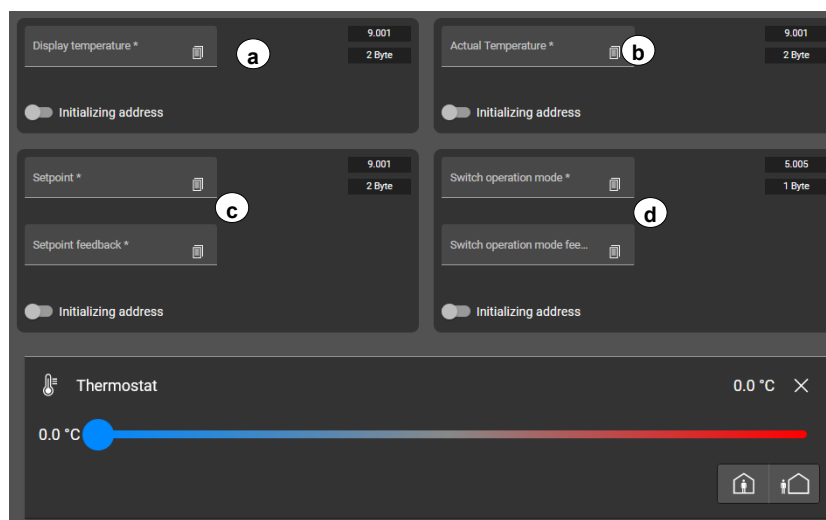 Display temperature *
a
9.001
2 Byte
Initializing address
Actual Temperature *
b
9.001
2 Byte
Initializing address
Setpoint *
c
9.001
2 Byte
Setpoint feedback *
Initializing address
Switch operation mode *
d
5.005
1 Byte
Switch operation mode fee...
Initializing address
Thermostat
0.0 °C
0.0 °C